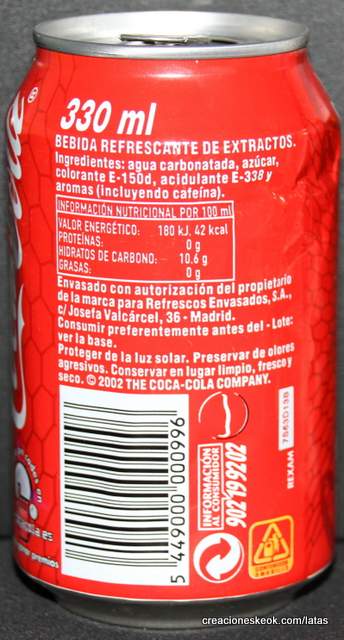 330 ml
BEBIDA REFRESCANTE DE EXTRACTOS.
Ingredientes: agua carbonatada, azúcar,
colorante E-150d, acidulante E-338 y
aromas (incluyendo cafeína).
INFORMACIÓN NUTRICIONAL POR 100 ml
VALOR ENERGÉTICO: 180 kJ, 42 kcal
PROTEÍNAS: 0 g
HIDRATOS DE CARBONO: 10,6 g
GRASAS: 0 g
Envasado con autorización del propietario
de la marca para Refrescos Envasados, S.A.,
c/ Josefa Valcárcel, 36 - Madrid.
Consumir preferentemente antes del - Lote:
ver la base.
Proteger de la luz solar. Preservar de olores
agresivos. Conservar en lugar limpio, fresco y
seco. © 2002 THE COCA-COLA COMPANY.
5 449000 000996
INFORMACIÓN
AL CONSUMIDOR
902 199202
REXAM
premios
creacioneskeok.com/latas